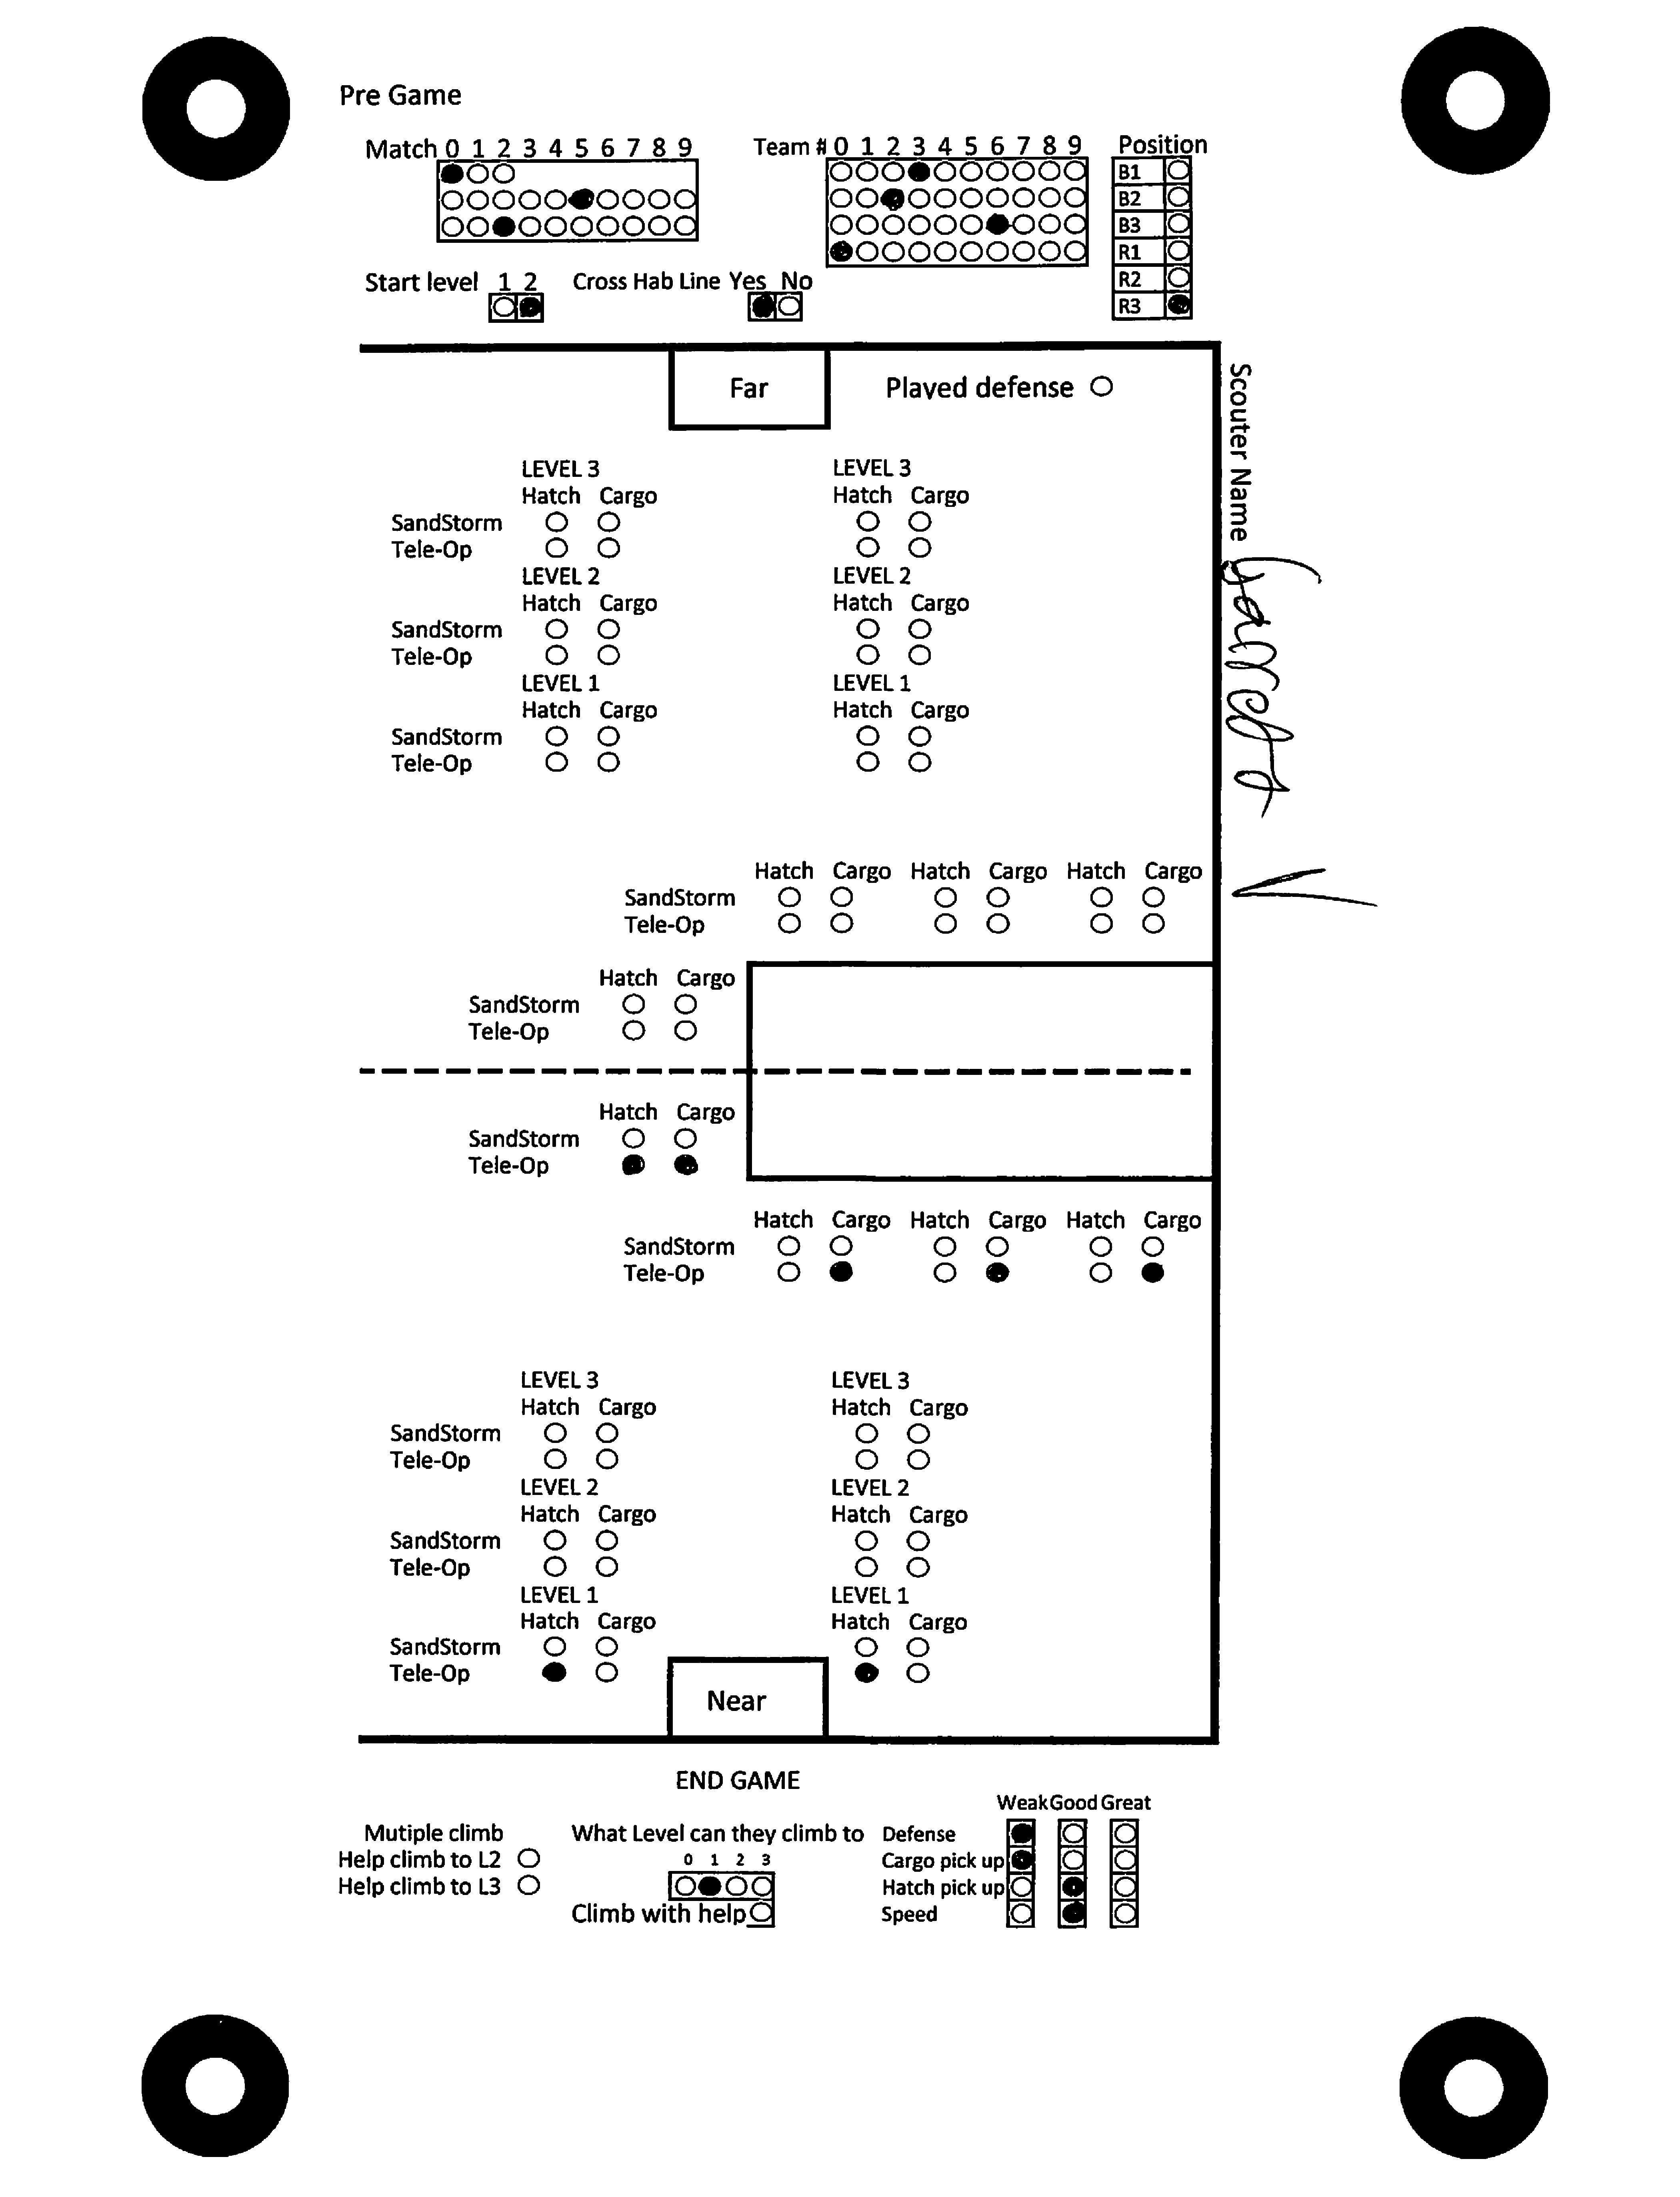 Pre Game
Match 0 1 2 3 4 5 6 7 8 9
Team # 0 1 2 3 4 5 6 7 8 9
Position
B1
B2
B3
R1
R2
R3
Start level 1 2
Cross Hab Line Yes No
Far
Played defense
Scouter Name
LEVEL 3 LEVEL 3
Hatch Cargo Hatch Cargo
SandStorm
Tele-Op
LEVEL 2 LEVEL 2
Hatch Cargo Hatch Cargo
SandStorm
Tele-Op
LEVEL 1 LEVEL 1
Hatch Cargo Hatch Cargo
SandStorm
Tele-Op
Hatch Cargo Hatch Cargo Hatch Cargo
SandStorm
Tele-Op
Hatch Cargo
SandStorm
Tele-Op
Hatch Cargo
SandStorm
Tele-Op
Hatch Cargo Hatch Cargo Hatch Cargo
SandStorm
Tele-Op
LEVEL 3 LEVEL 3
Hatch Cargo Hatch Cargo
SandStorm
Tele-Op
LEVEL 2 LEVEL 2
Hatch Cargo Hatch Cargo
SandStorm
Tele-Op
LEVEL 1 LEVEL 1
Hatch Cargo Hatch Cargo
SandStorm
Tele-Op
Near
END GAME
Mutiple climb
Help climb to L2
Help climb to L3
What Level can they climb to
0 1 2 3
Climb with help
Weak Good Great
Defense
Cargo pick up
Hatch pick up
Speed